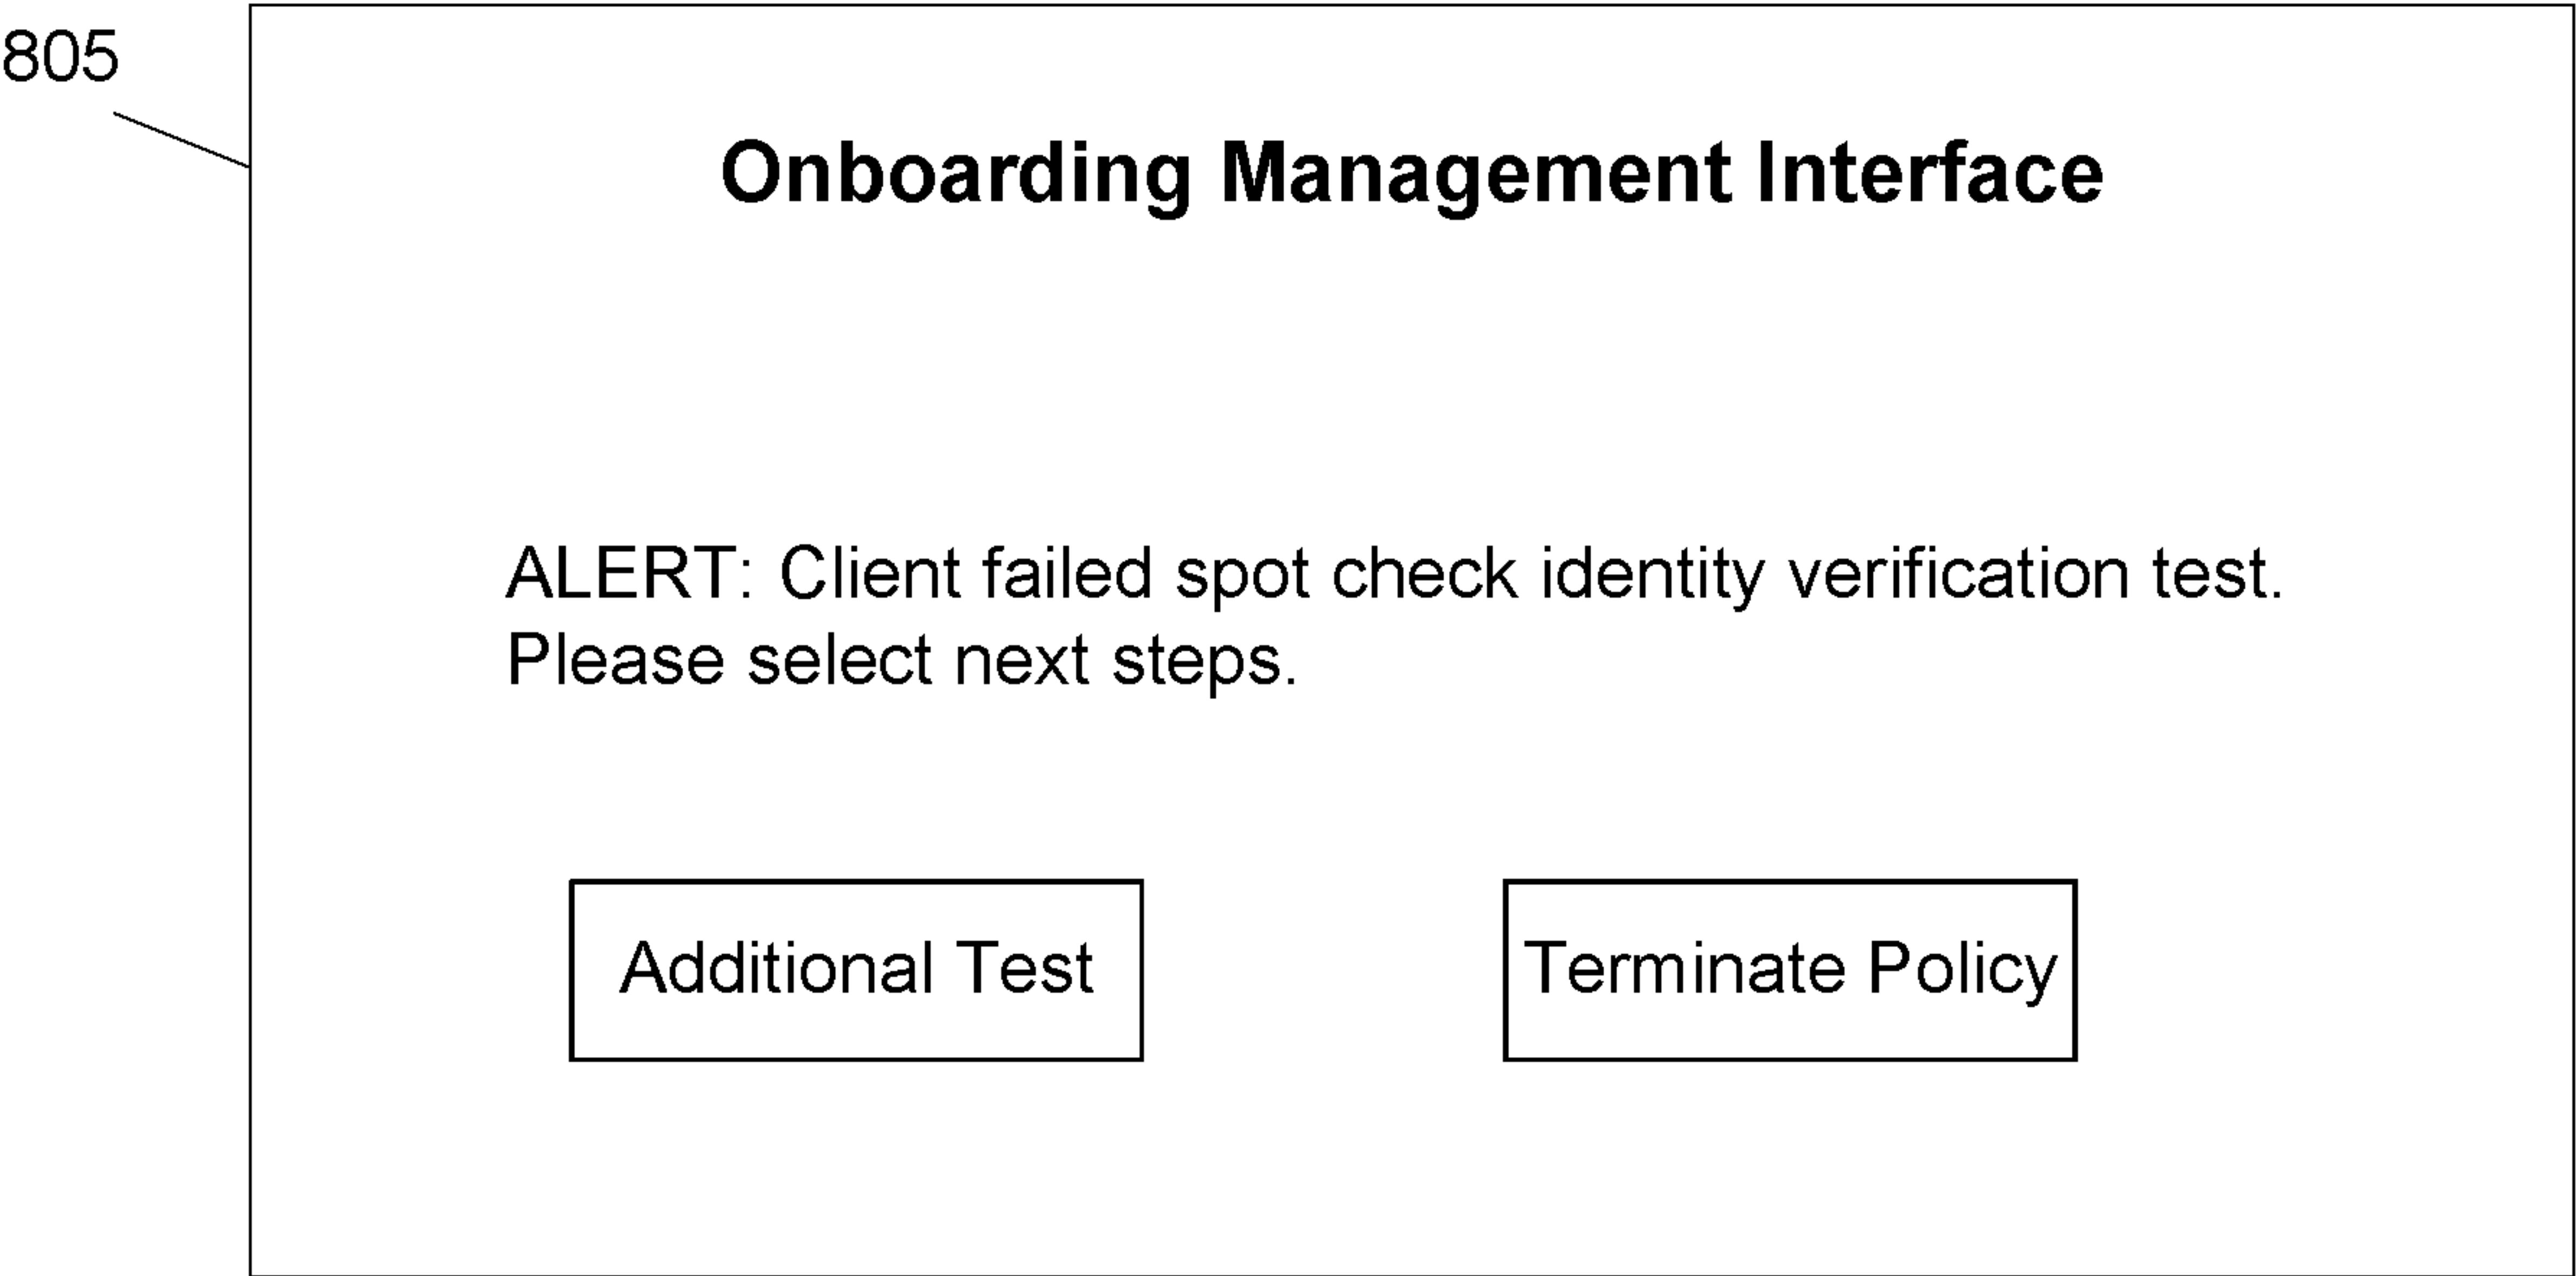 805
Onboarding Management Interface
ALERT: Client failed spot check identity verification test.
Please select next steps.
Additional Test
Terminate Policy